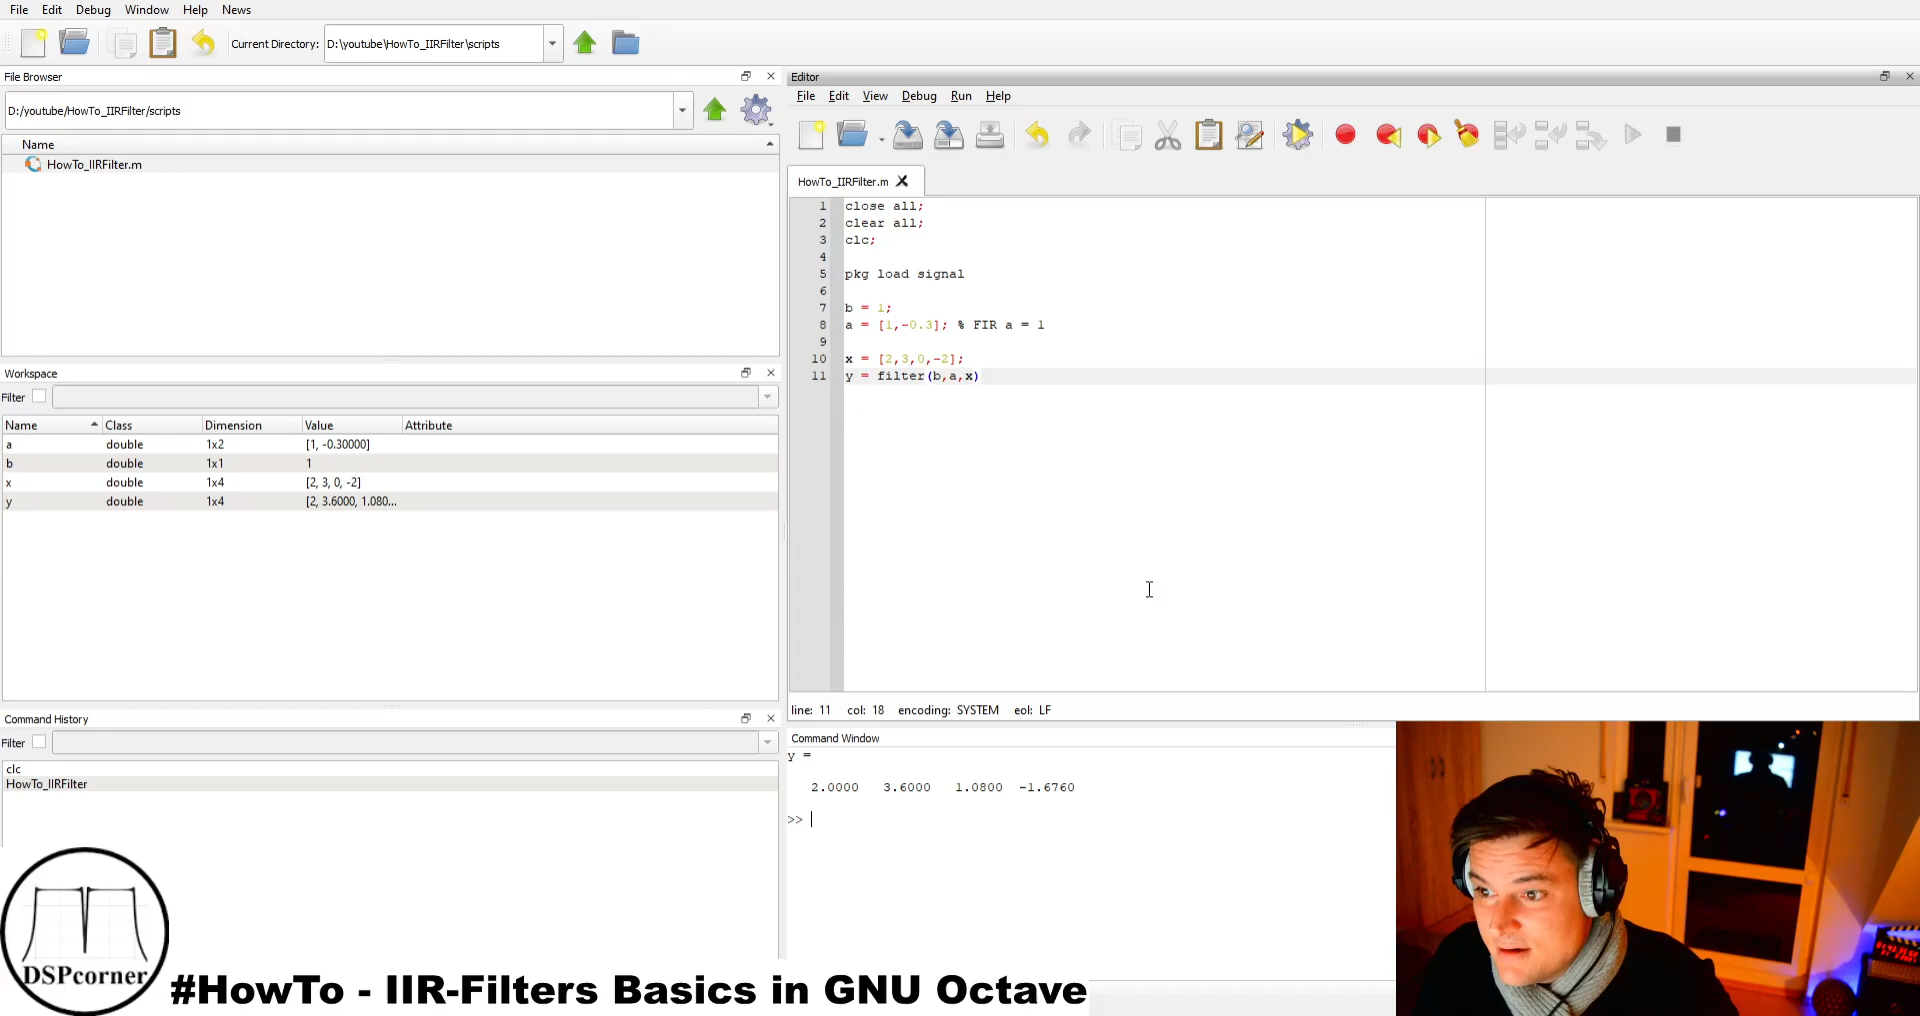 File Edit Debug Window Help News
Current Directory: D:\youtube\HowTo_IIRFilter\scripts
File Browser
D:/youtube/HowTo_IIRFilter/scripts
Name
HowTo_IIRFilter.m
Workspace
Filter
Name Class Dimension Value Attribute
a double 1x2 [1, -0.30000]
b double 1x1 1
x double 1x4 [2, 3, 0, -2]
y double 1x4 [2, 3.6000, 1.080...
Command History
Filter
clc
HowTo_IIRFilter
Editor
File Edit View Debug Run Help
HowTo_IIRFilter.m
1 close all;
2 clear all;
3 clc;
4
5 pkg load signal
6
7 b = 1;
8 a = [1,-0.3]; % FIR a = 1
9
10 x = [2,3,0,-2];
11 y = filter(b,a,x)
line: 11 col: 18 encoding: SYSTEM eol: LF
Command Window
y =
2.0000 3.6000 1.0800 -1.6760
>>
DSPcorner
#HowTo - IIR-Filters Basics in GNU Octave